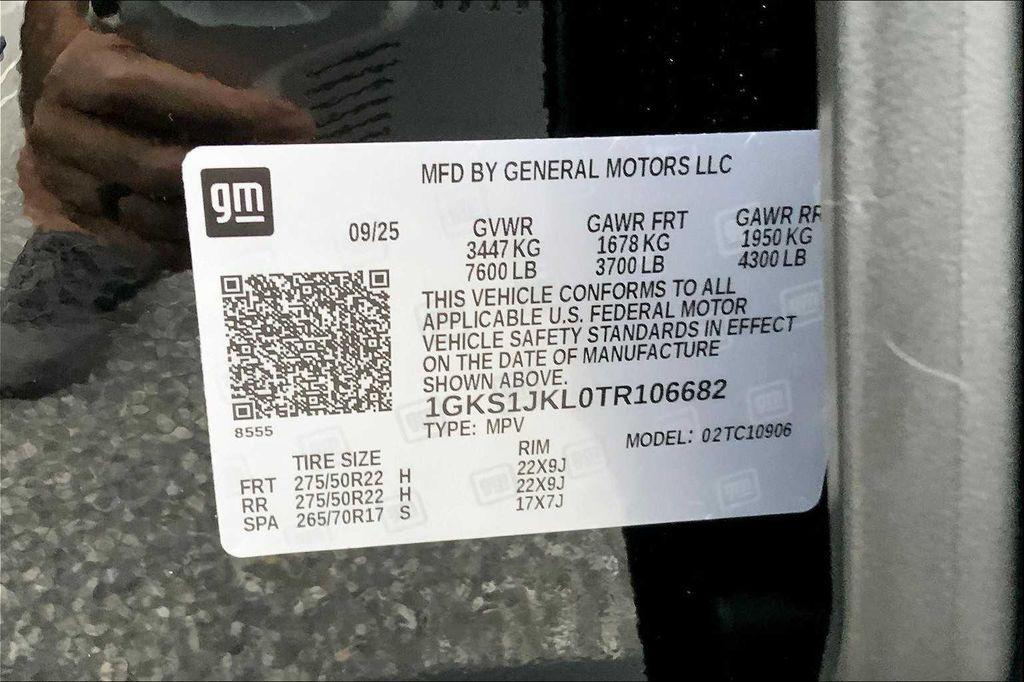 gm
MFD BY GENERAL MOTORS LLC
09/25
GVWR GAWR FRT GAWR RR
3447 KG 1678 KG 1950 KG
7600 LB 3700 LB 4300 LB
THIS VEHICLE CONFORMS TO ALL
APPLICABLE U.S. FEDERAL MOTOR
VEHICLE SAFETY STANDARDS IN EFFECT
ON THE DATE OF MANUFACTURE
SHOWN ABOVE.
1GKS1JKL0TR106682
8555
TYPE: MPV MODEL: 02TC10906
TIRE SIZE RIM
FRT 275/50R22 H 22X9J
RR 275/50R22 H 22X9J
SPA 265/70R17 S 17X7J